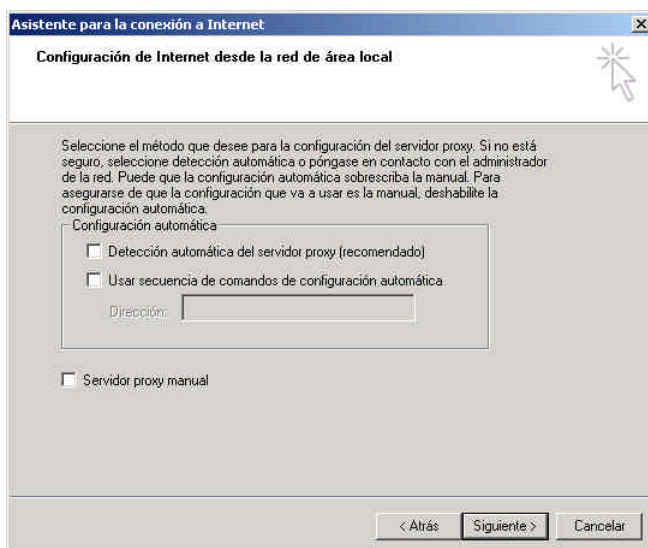 Asistente para la conexión a Internet
Configuración de Internet desde la red de área local
Seleccione el método que desee para la configuración del servidor proxy. Si no está
seguro, seleccione detección automática o póngase en contacto con el administrador
de la red. Puede que la configuración automática sobrescriba la manual. Para
asegurarse de que la configuración que va a usar es la manual, deshabilite la
configuración automática.
Configuración automática
Detección automática del servidor proxy (recomendado)
Usar secuencia de comandos de configuración automática
Dirección:
Servidor proxy manual
< Atrás Siguiente > Cancelar